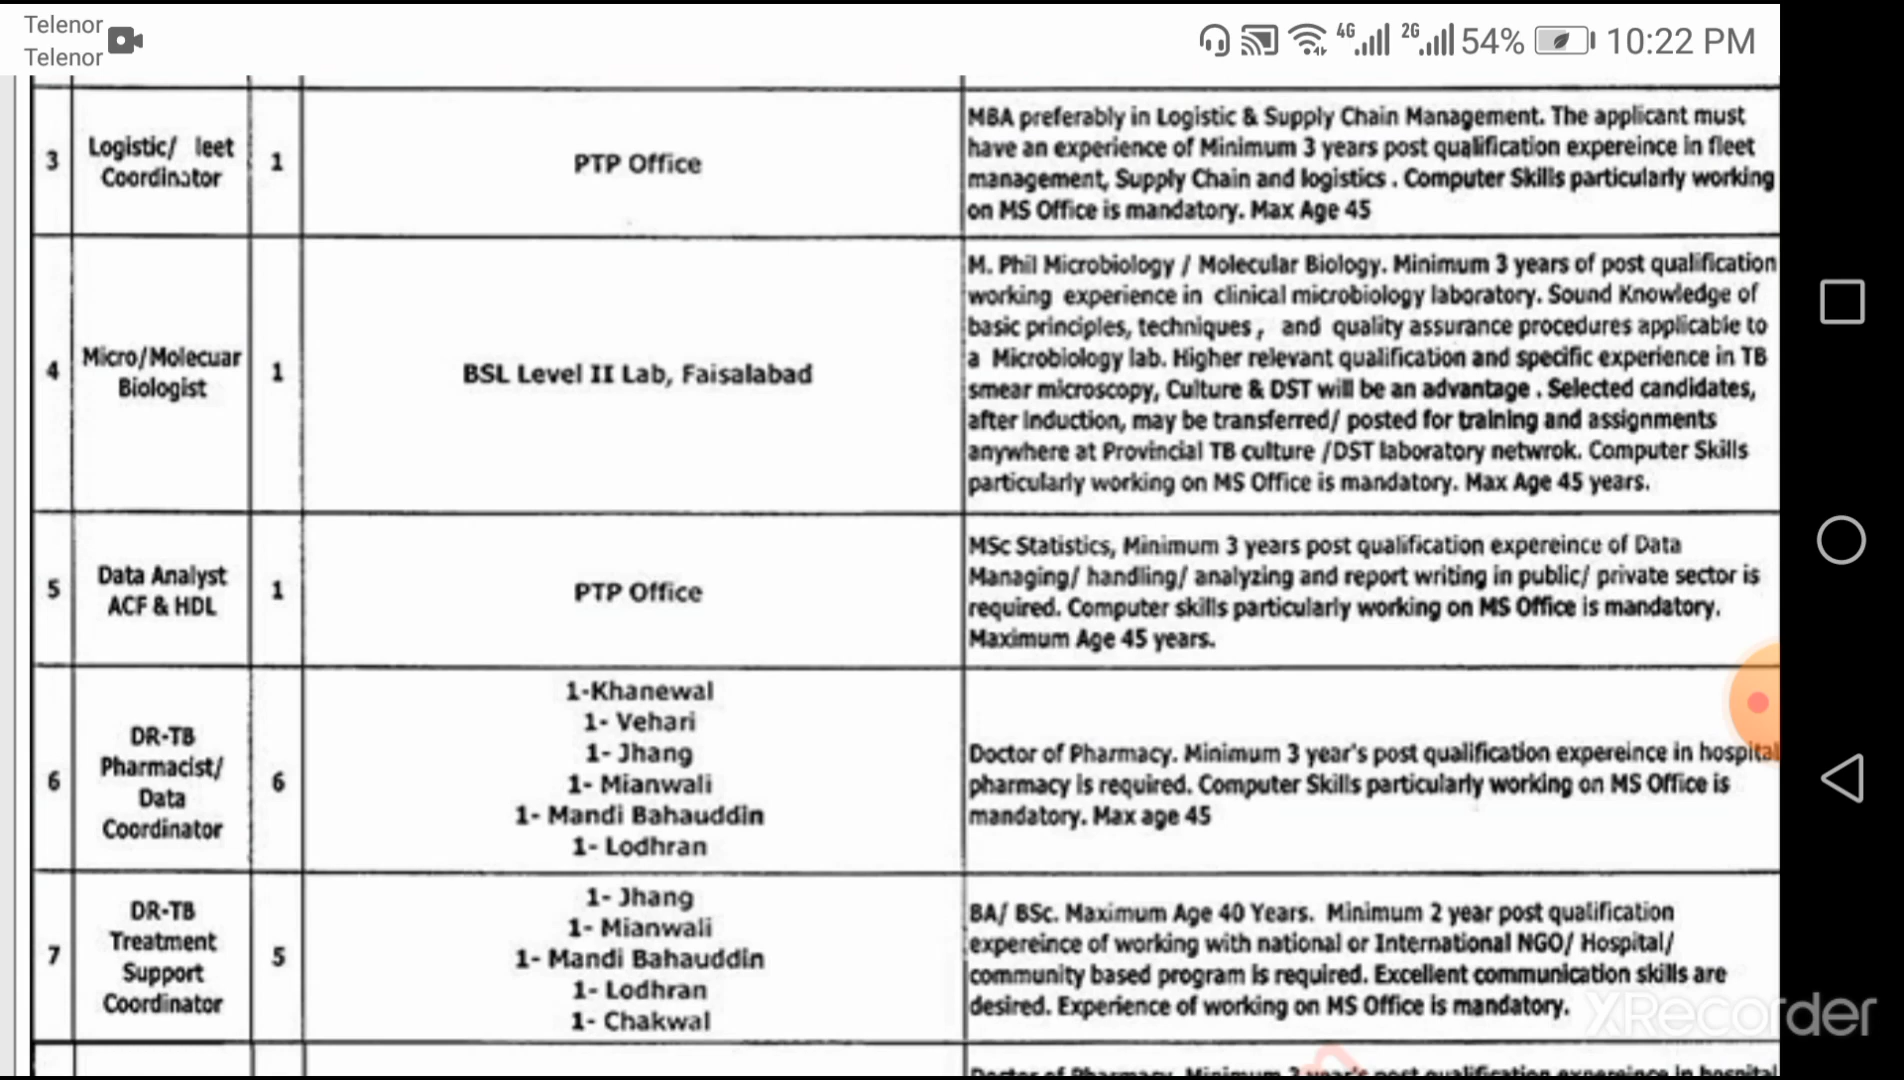 Telenor
Telenor
4G 2G 54% 10:22 PM
3
Logistic/ leet
Coordinator
1
PTP Office
MBA preferably in Logistic & Supply Chain Management. The applicant must
have an experience of Minimum 3 years post qualification expereince in fleet
management, Supply Chain and logistics . Computer Skills particularly working
on MS Office is mandatory. Max Age 45
4
Micro/Molecuar
Biologist
1
BSL Level II Lab, Faisalabad
M. Phil Microbiology / Molecular Biology. Minimum 3 years of post qualification
working experience in clinical microbiology laboratory. Sound Knowledge of
basic principles, techniques , and quality assurance procedures applicable to
a Microbiology lab. Higher relevant qualification and specific experience in TB
smear microscopy, Culture & DST will be an advantage . Selected candidates,
after induction, may be transferred/ posted for training and assignments
anywhere at Provincial TB culture /DST laboratory netwrok. Computer Skills
particularly working on MS Office is mandatory. Max Age 45 years.
5
Data Analyst
ACF & HDL
1
PTP Office
MSc Statistics, Minimum 3 years post qualification expereince of Data
Managing/ handling/ analyzing and report writing in public/ private sector is
required. Computer skills particularly working on MS Office is mandatory.
Maximum Age 45 years.
6
DR-TB
Pharmacist/
Data
Coordinator
6
1-Khanewal
1- Vehari
1- Jhang
1- Mianwali
1- Mandi Bahauddin
1- Lodhran
Doctor of Pharmacy. Minimum 3 year's post qualification expereince in hospital
pharmacy is required. Computer Skills particularly working on MS Office is
mandatory. Max age 45
7
DR-TB
Treatment
Support
Coordinator
5
1- Jhang
1- Mianwali
1- Mandi Bahauddin
1- Lodhran
1- Chakwal
BA/ BSc. Maximum Age 40 Years. Minimum 2 year post qualification
expereince of working with national or International NGO/ Hospital/
community based program is required. Excellent communication skills are
desired. Experience of working on MS Office is mandatory.
XRecorder
Doctor of Pharmacy. Minimum 3 year's post qualification expereince in hospital